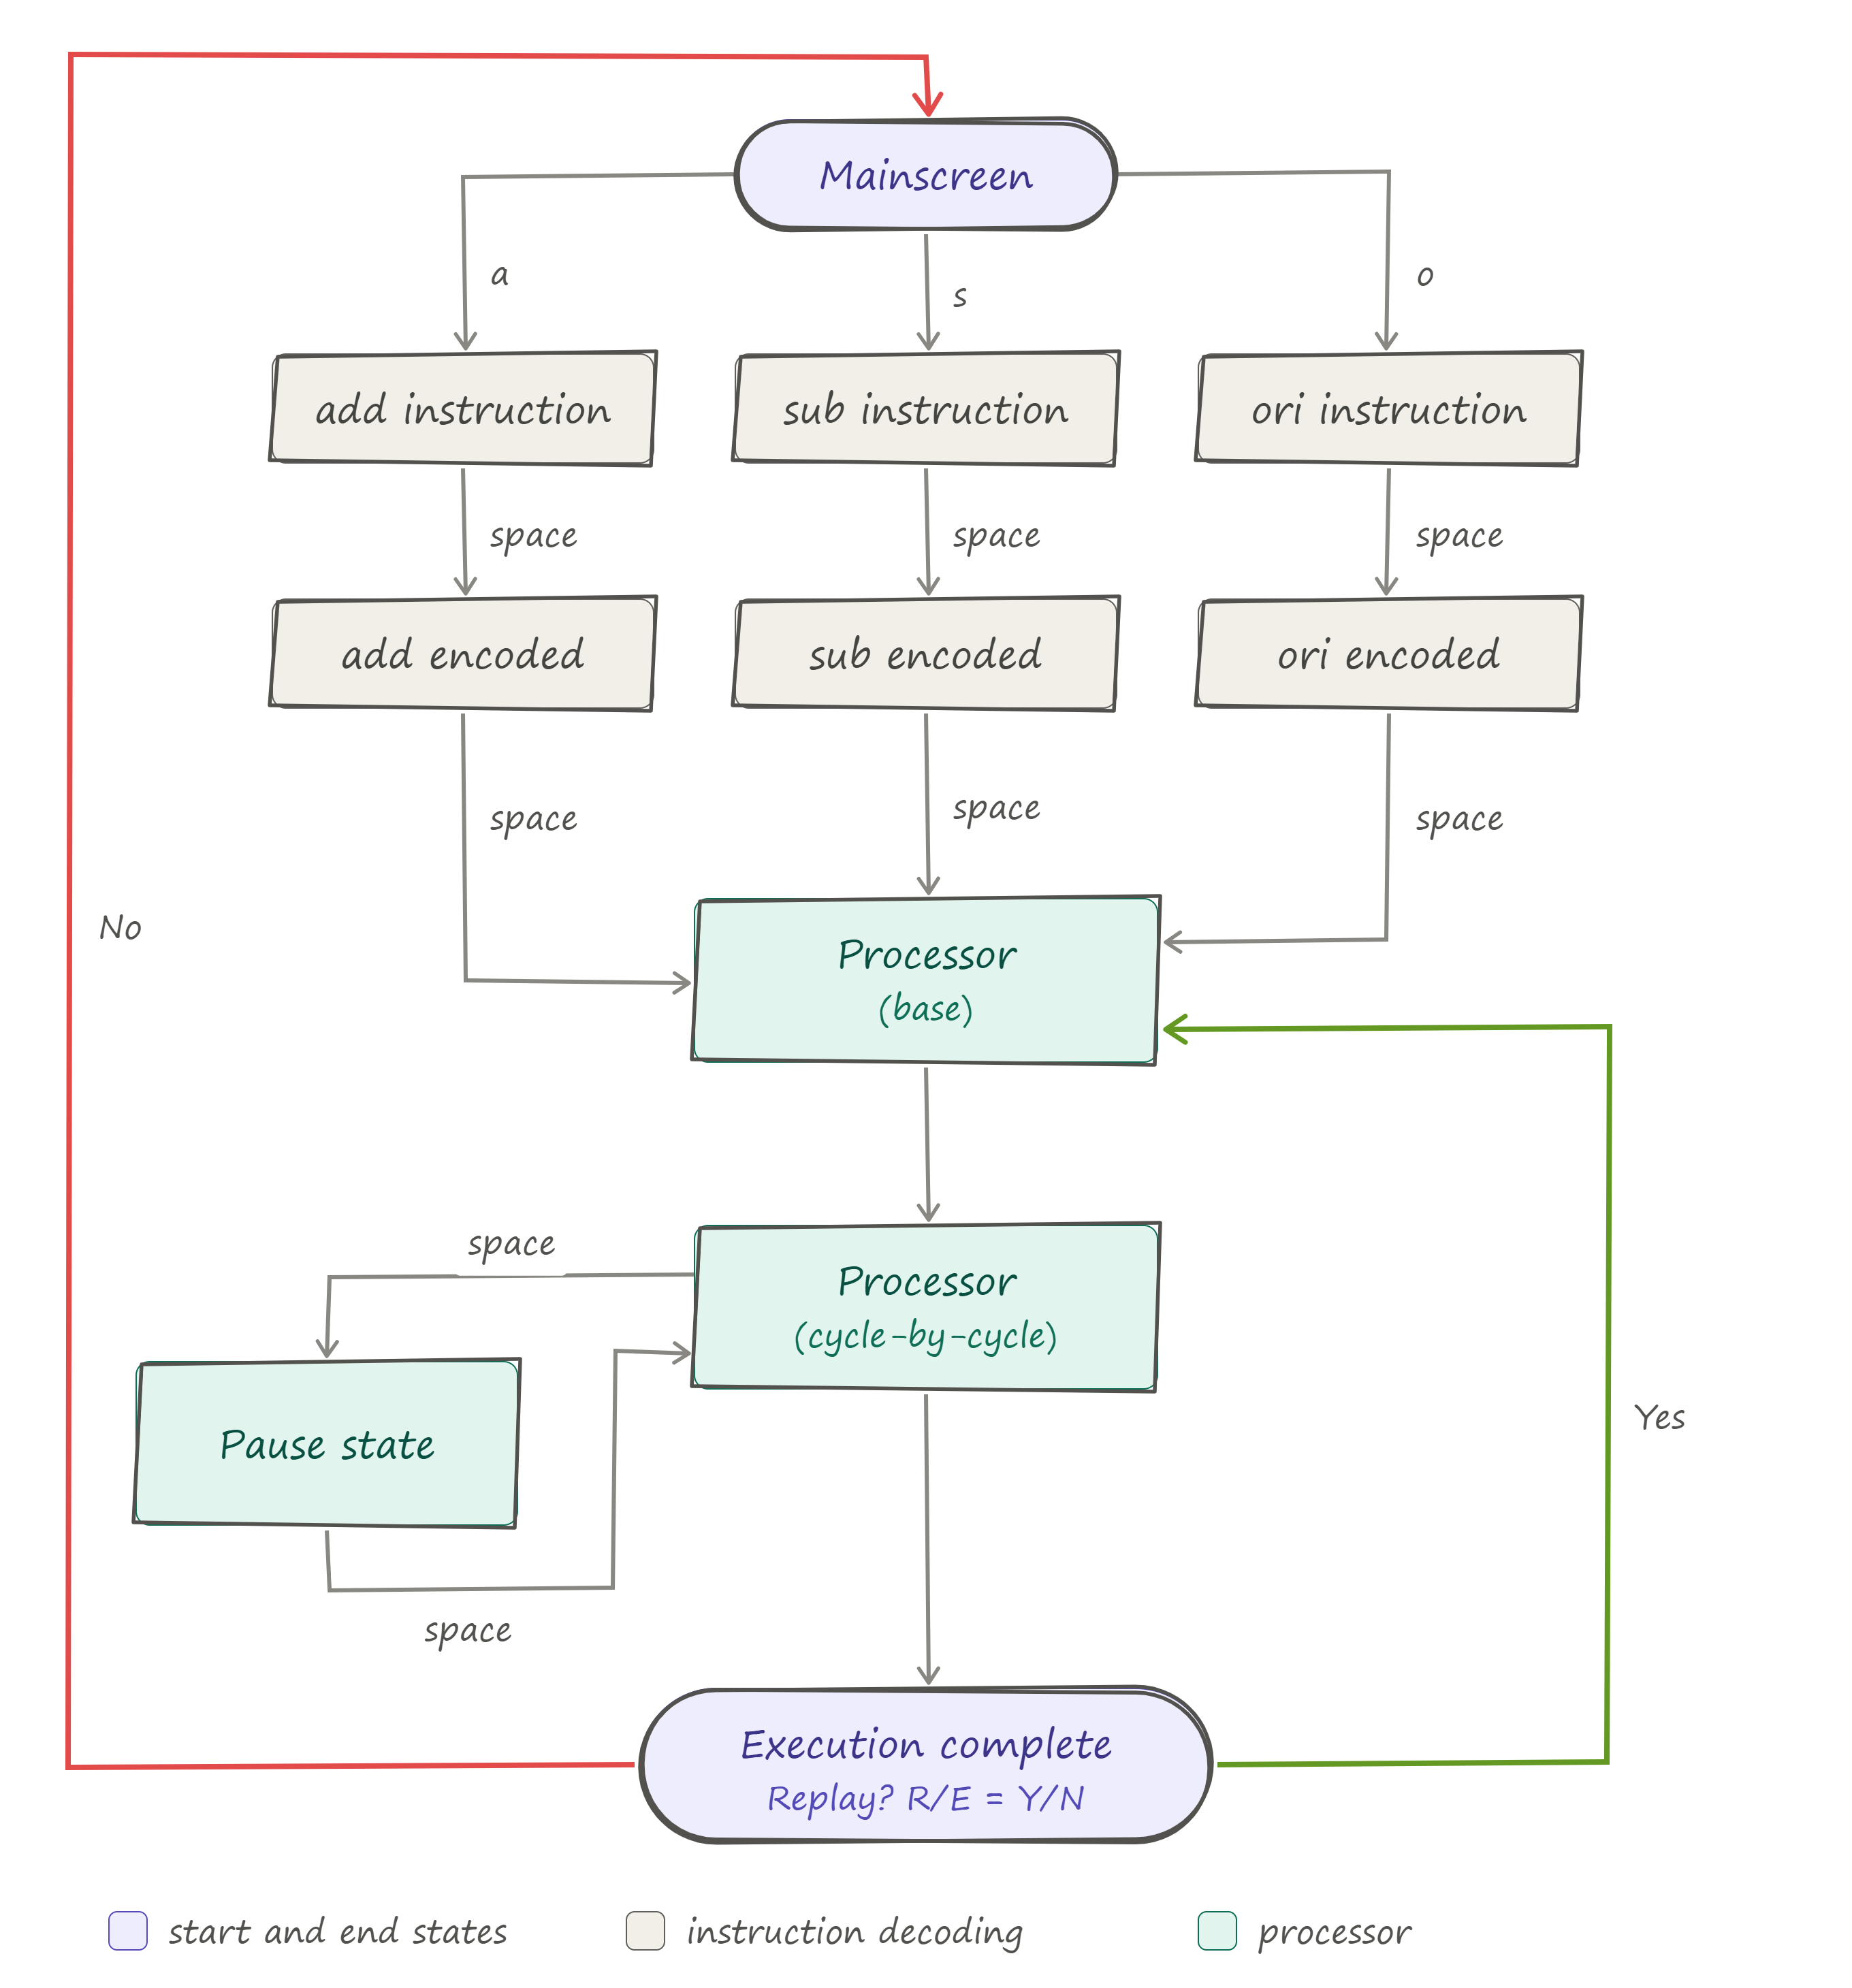 Mainscreen
a
s
o
add instruction
sub instruction
ori instruction
space
space
space
add encoded
sub encoded
ori encoded
space
space
space
No
Processor
(base)
space
Processor
(cycle-by-cycle)
Pause state
Yes
space
Execution complete
Replay? R/E = Y/N
start and end states
instruction decoding
processor